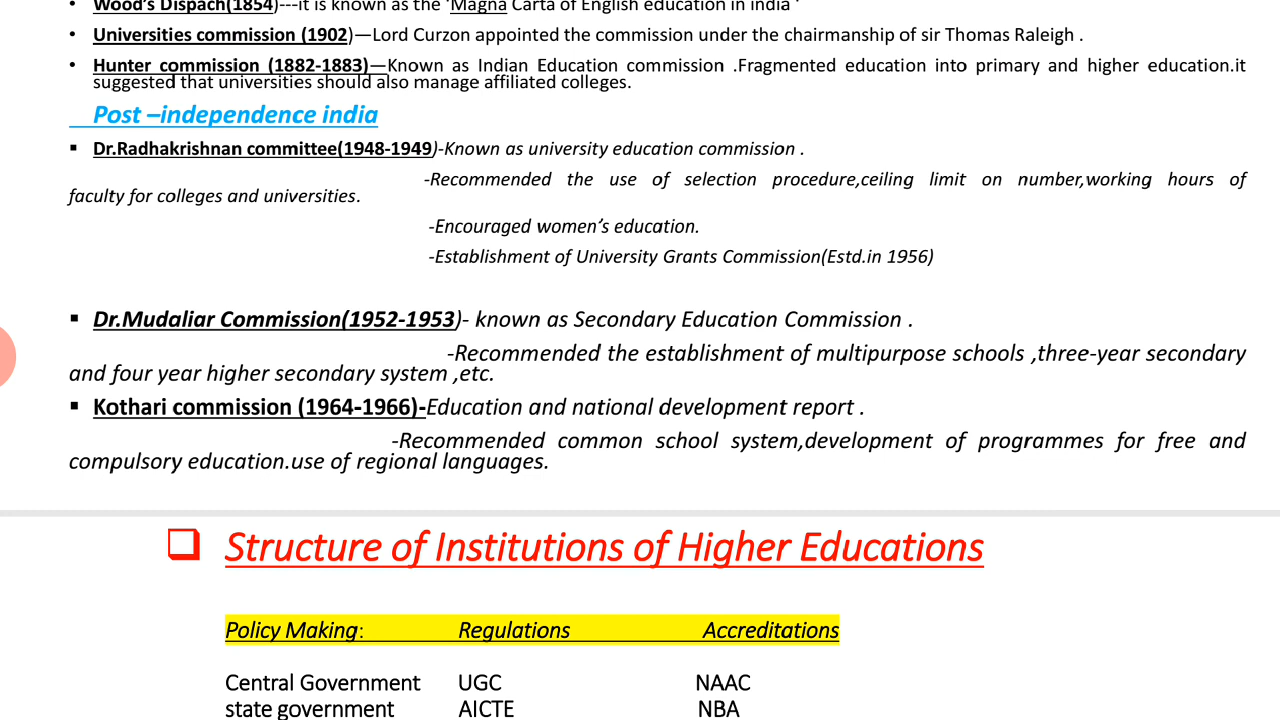 • Wood's Dispach(1854)---it is known as the 'Magna Carta of English education in india '
• Universities commission (1902)—Lord Curzon appointed the commission under the chairmanship of sir Thomas Raleigh .
• Hunter commission (1882-1883)—Known as Indian Education commission .Fragmented education into primary and higher education.it
suggested that universities should also manage affiliated colleges.
Post –independence india
▪ Dr.Radhakrishnan committee(1948-1949)-Known as university education commission .
-Recommended the use of selection procedure,ceiling limit on number,working hours of
faculty for colleges and universities.
-Encouraged women's education.
-Establishment of University Grants Commission(Estd.in 1956)
▪ Dr.Mudaliar Commission(1952-1953)- known as Secondary Education Commission .
-Recommended the establishment of multipurpose schools ,three-year secondary
and four year higher secondary system ,etc.
▪ Kothari commission (1964-1966)-Education and national development report .
-Recommended common school system,development of programmes for free and
compulsory education.use of regional languages.
❑ Structure of Institutions of Higher Educations
Policy Making: Regulations Accreditations
Central Government UGC NAAC
state government AICTE NBA